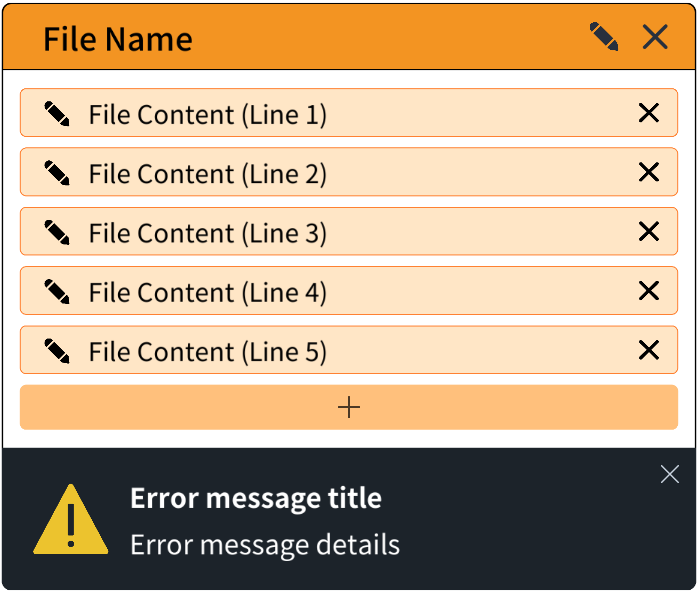 File Name
File Content (Line 1)
File Content (Line 2)
File Content (Line 3)
File Content (Line 4)
File Content (Line 5)
Error message title
Error message details